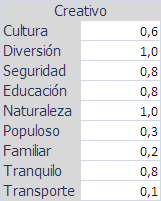 Creativo
Cultura 0,6
Diversión 1,0
Seguridad 0,8
Educación 0,8
Naturaleza 1,0
Populoso 0,3
Familiar 0,2
Tranquilo 0,8
Transporte 0,1